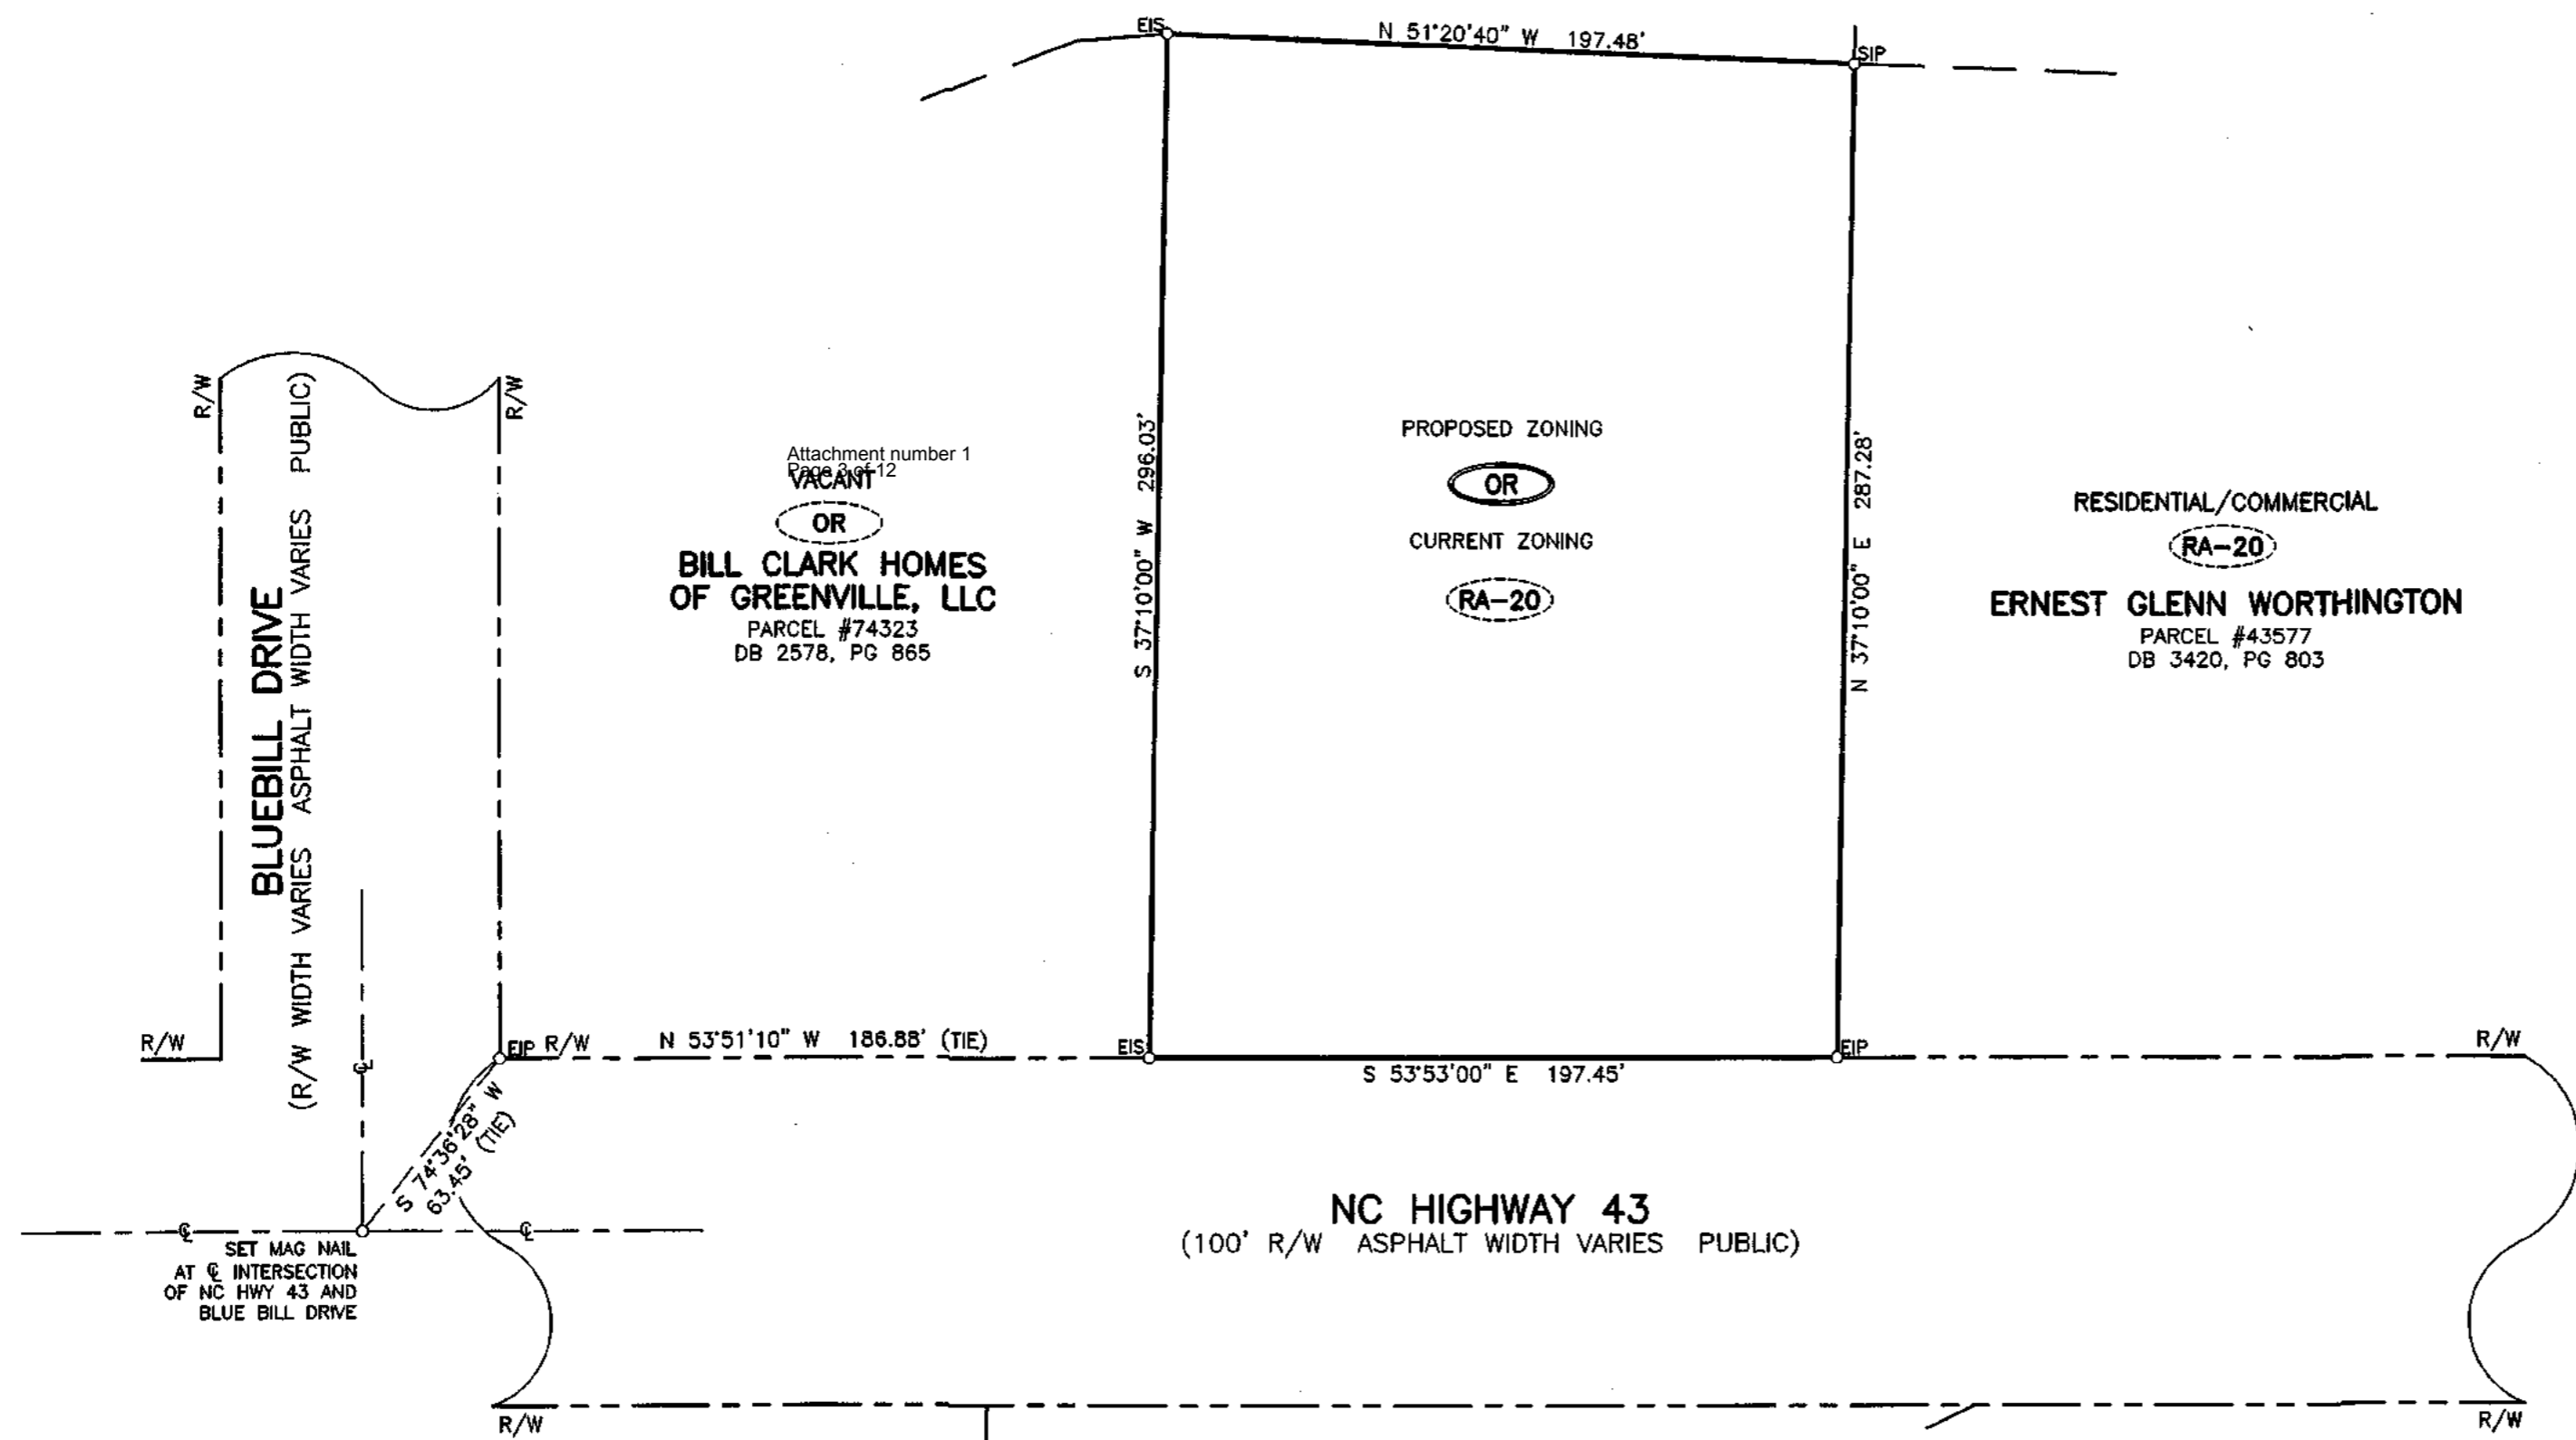 EIS
N 51°20'40" W 197.48'
SIP
R/W
R/W
BLUEBILL DRIVE
(R/W WIDTH VARIES ASPHALT WIDTH VARIES PUBLIC)
Attachment number 1
Page 3 of 12
VACANT
OR
BILL CLARK HOMES
OF GREENVILLE, LLC
PARCEL #74323
DB 2578, PG 865
S 37°10'00" W 296.03'
PROPOSED ZONING
OR
CURRENT ZONING
RA-20
N 37°10'00" E 287.28'
RESIDENTIAL/COMMERCIAL
RA-20
ERNEST GLENN WORTHINGTON
PARCEL #43577
DB 3420, PG 803
R/W
℄
EIP R/W
N 53°51'10" W 186.88' (TIE)
EIS
S 53°53'00" E 197.45'
EIP
R/W
S 74°36'28" W
63.45' (TIE)
℄
℄
SET MAG NAIL
AT ℄ INTERSECTION
OF NC HWY 43 AND
BLUE BILL DRIVE
NC HIGHWAY 43
(100' R/W ASPHALT WIDTH VARIES PUBLIC)
R/W
R/W